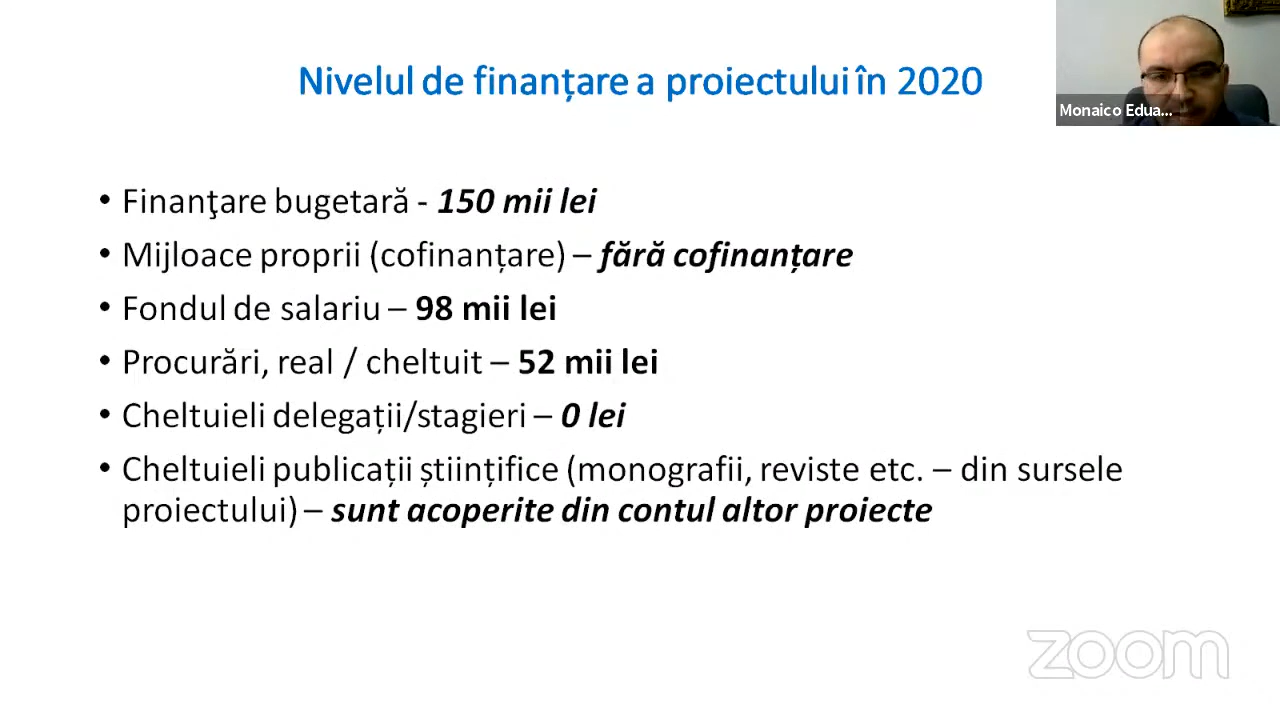 Nivelul de finanțare a proiectului în 2020
Monaico Edua...
• Finanţare bugetară - 150 mii lei
• Mijloace proprii (cofinanțare) – fără cofinanțare
• Fondul de salariu – 98 mii lei
• Procurări, real / cheltuit – 52 mii lei
• Cheltuieli delegații/stagieri – 0 lei
• Cheltuieli publicații științifice (monografii, reviste etc. – din sursele
proiectului) – sunt acoperite din contul altor proiecte
zoom